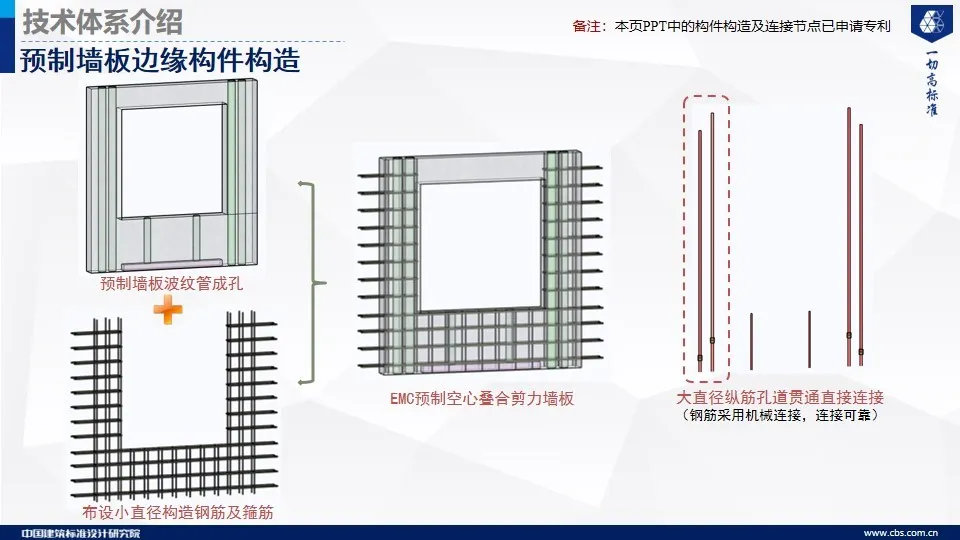 技术体系介绍
备注：本页PPT中的构件构造及连接节点已申请专利
预制墙板边缘构件构造
一切高标准
预制墙板波纹管成孔
EMC预制空心叠合剪力墙板
大直径纵筋孔道贯通直接连接
（钢筋采用机械连接，连接可靠）
布设小直径构造钢筋及箍筋
中国建筑标准设计研究院
www.cbs.com.cn